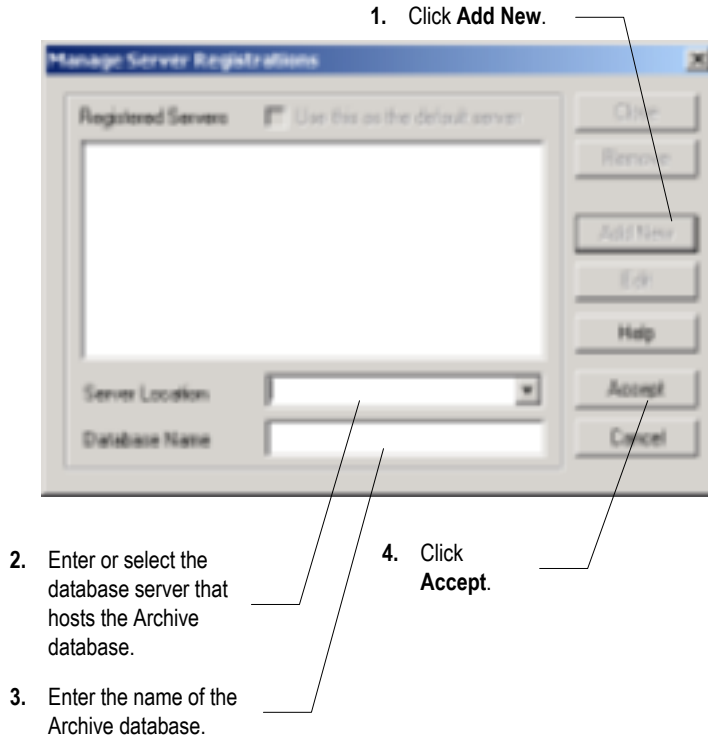 1. Click Add New.
Manage Server Registrations
Registered Servers
Use this as the default server
Close
Remove
Add New
Edit
Help
Server Location
Accept
Database Name
Cancel
2. Enter or select the
database server that
hosts the Archive
database.
4. Click
Accept.
3. Enter the name of the
Archive database.